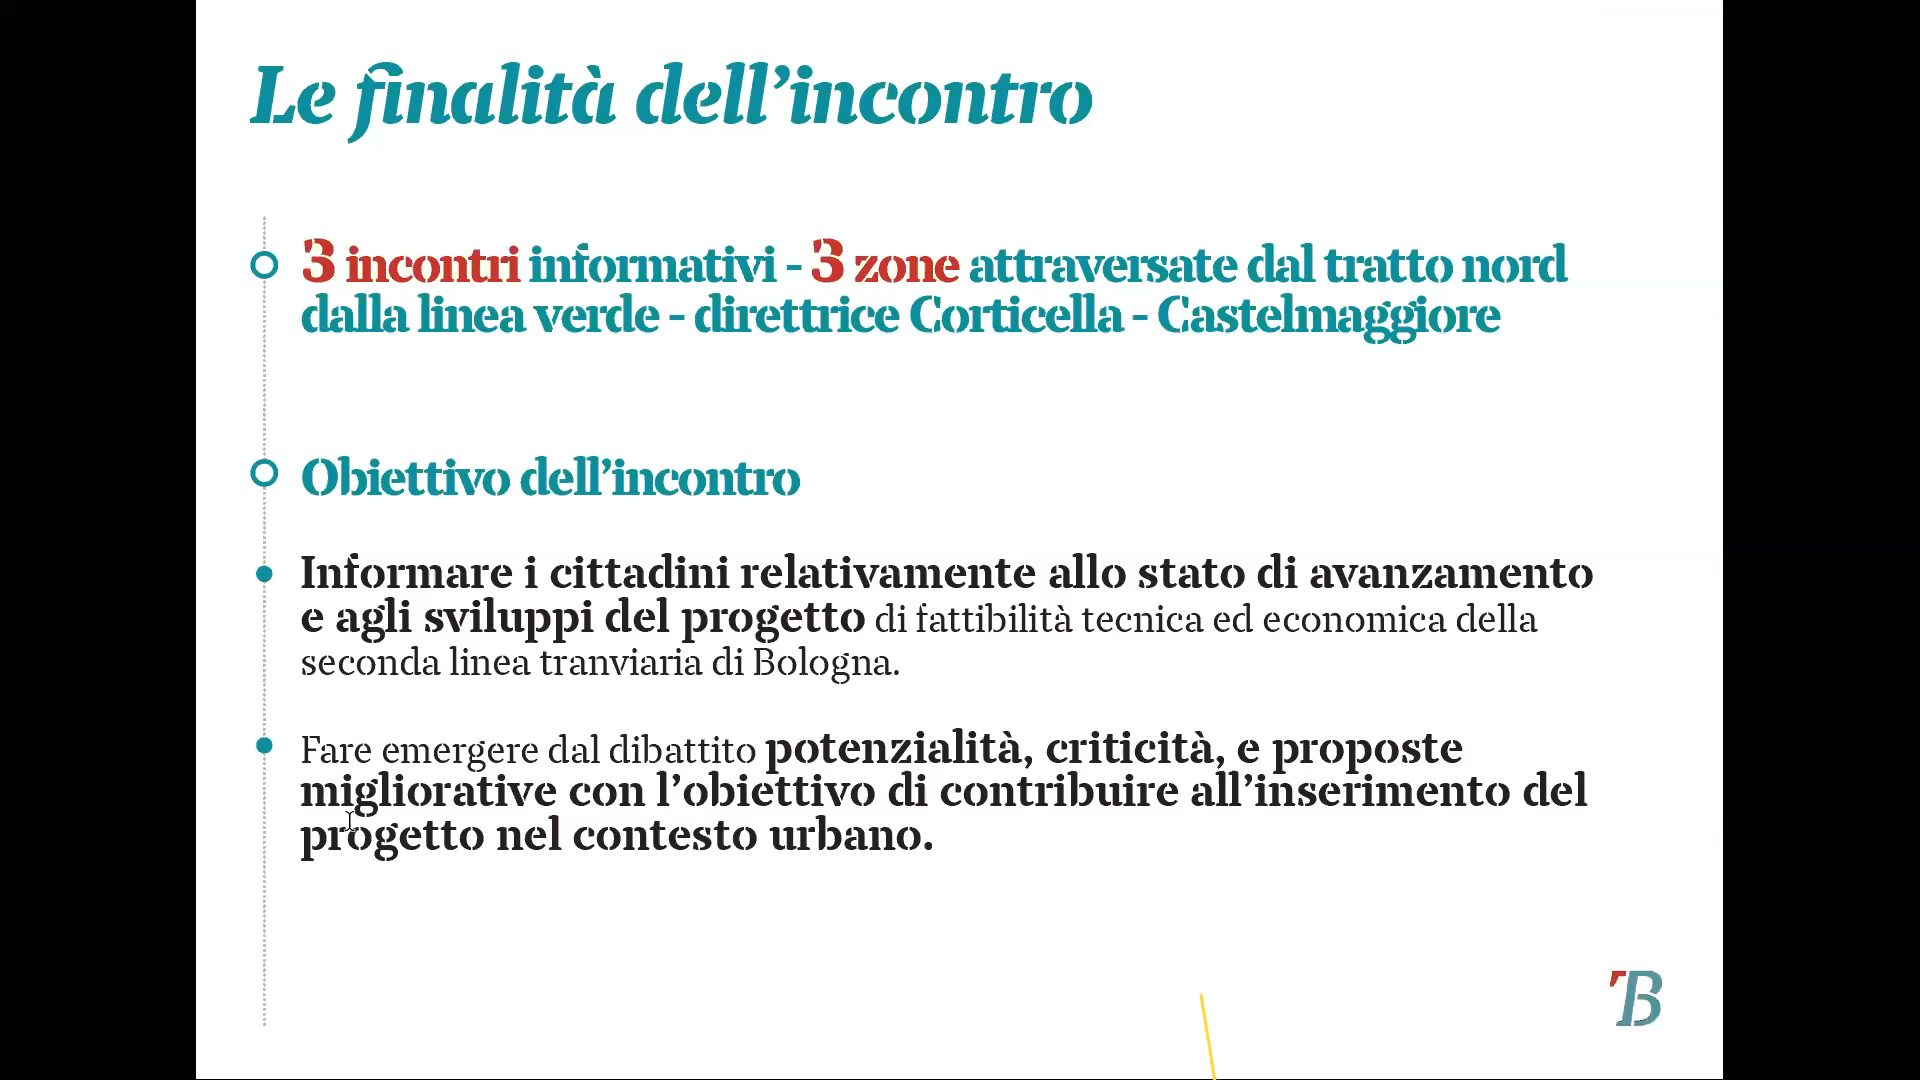 Le finalità dell’incontro
3 incontri informativi - 3 zone attraversate dal tratto nord
dalla linea verde - direttrice Corticella - Castelmaggiore
Obiettivo dell’incontro
Informare i cittadini relativamente allo stato di avanzamento
e agli sviluppi del progetto di fattibilità tecnica ed economica della
seconda linea tranviaria di Bologna.
Fare emergere dal dibattito potenzialità, criticità, e proposte
migliorative con l’obiettivo di contribuire all’inserimento del
progetto nel contesto urbano.
TB